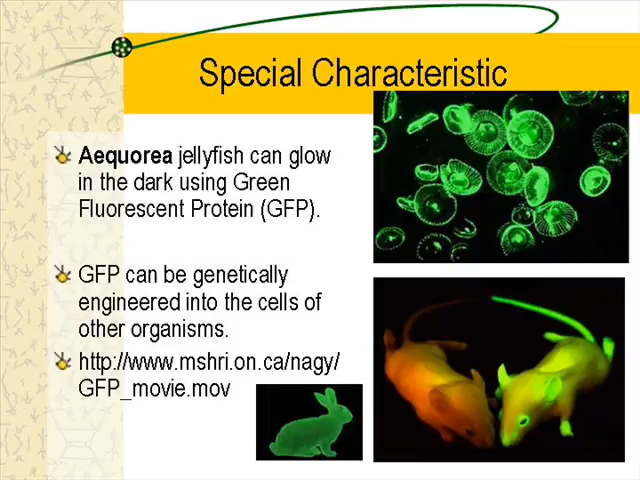 Special Characteristic
Aequorea jellyfish can glow
in the dark using Green
Fluorescent Protein (GFP).
GFP can be genetically
engineered into the cells of
other organisms.
http://www.mshri.on.ca/nagy/
GFP_movie.mov